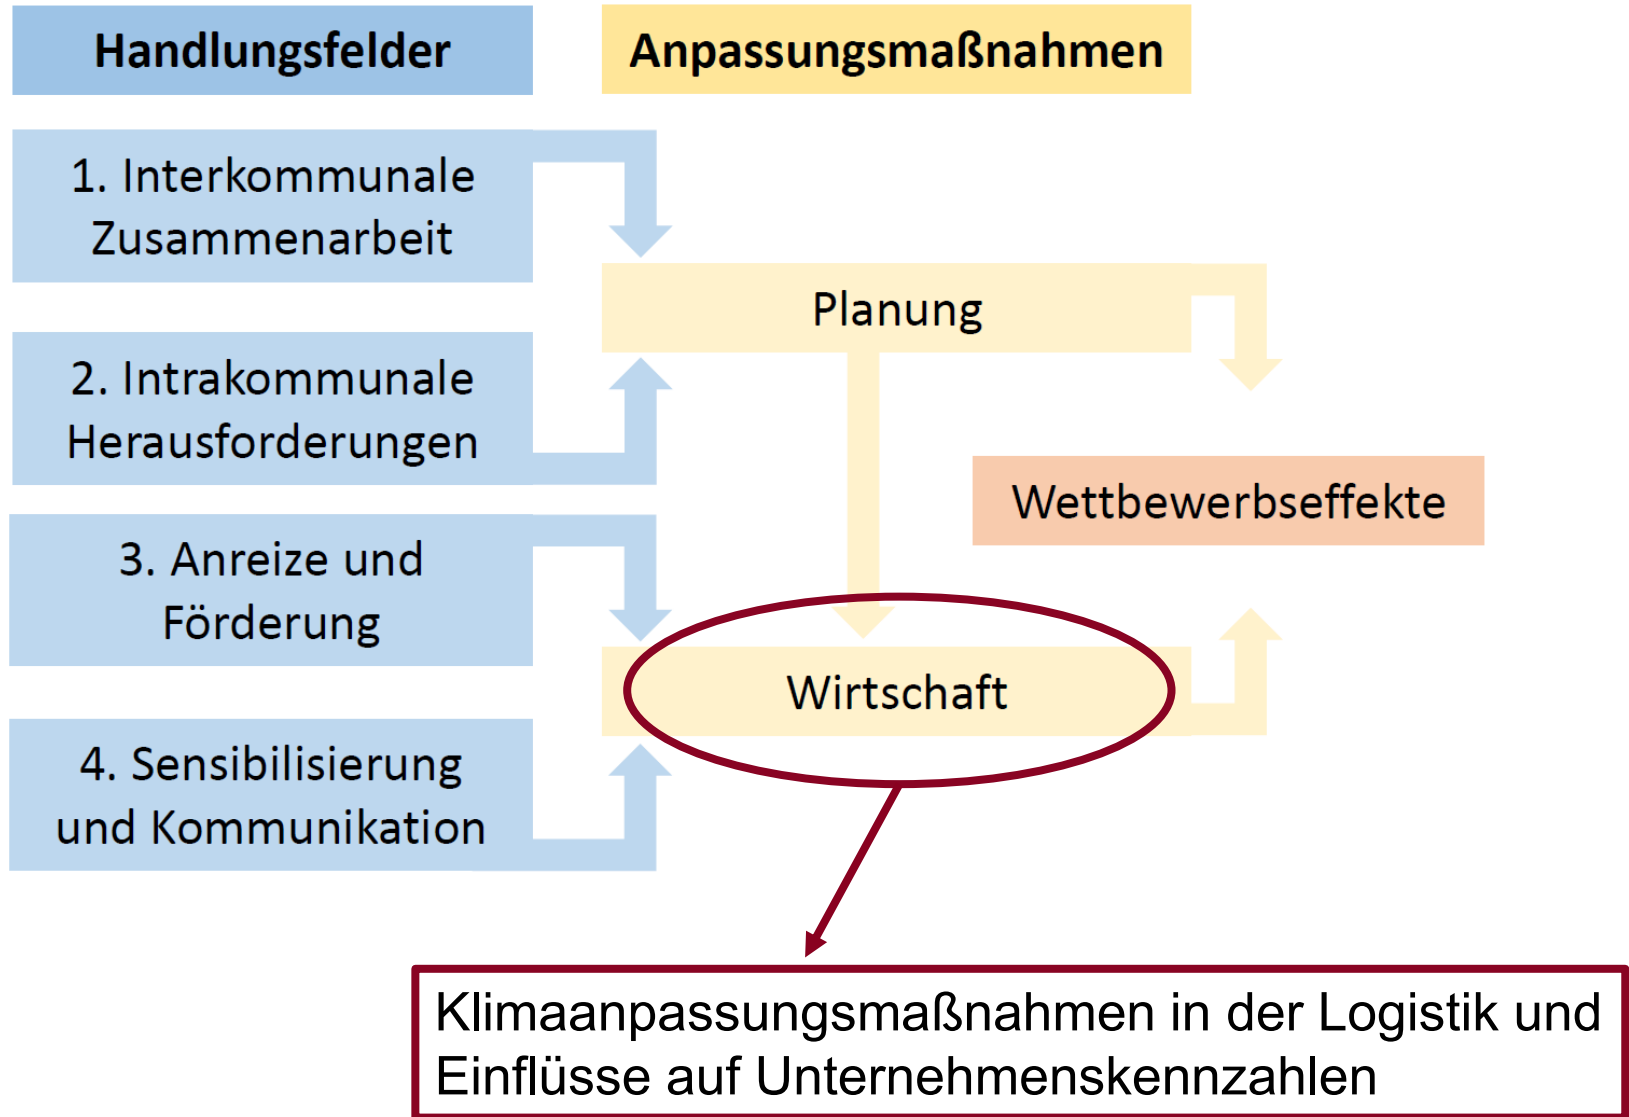 Handlungsfelder
Anpassungsmaßnahmen
1. Interkommunale
Zusammenarbeit
Planung
2. Intrakommunale
Herausforderungen
Wettbewerbseffekte
3. Anreize und
Förderung
Wirtschaft
4. Sensibilisierung
und Kommunikation
Klimaanpassungsmaßnahmen in der Logistik und
Einflüsse auf Unternehmenskennzahlen